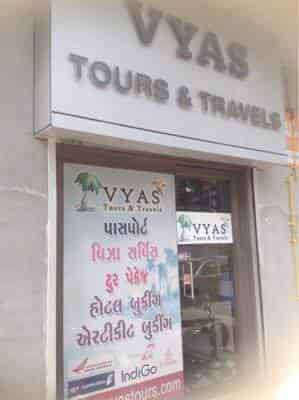 VYAS
TOURS & TRAVELS
VYAS
Tours & Travels
VYAS
Tours & Travels
પાસપોર્ટ
વિઝા સર્વિસ
ટુર પેકેજ
હોટલ બુકીંગ
એરટીકીટ બુકીંગ
IndiGo